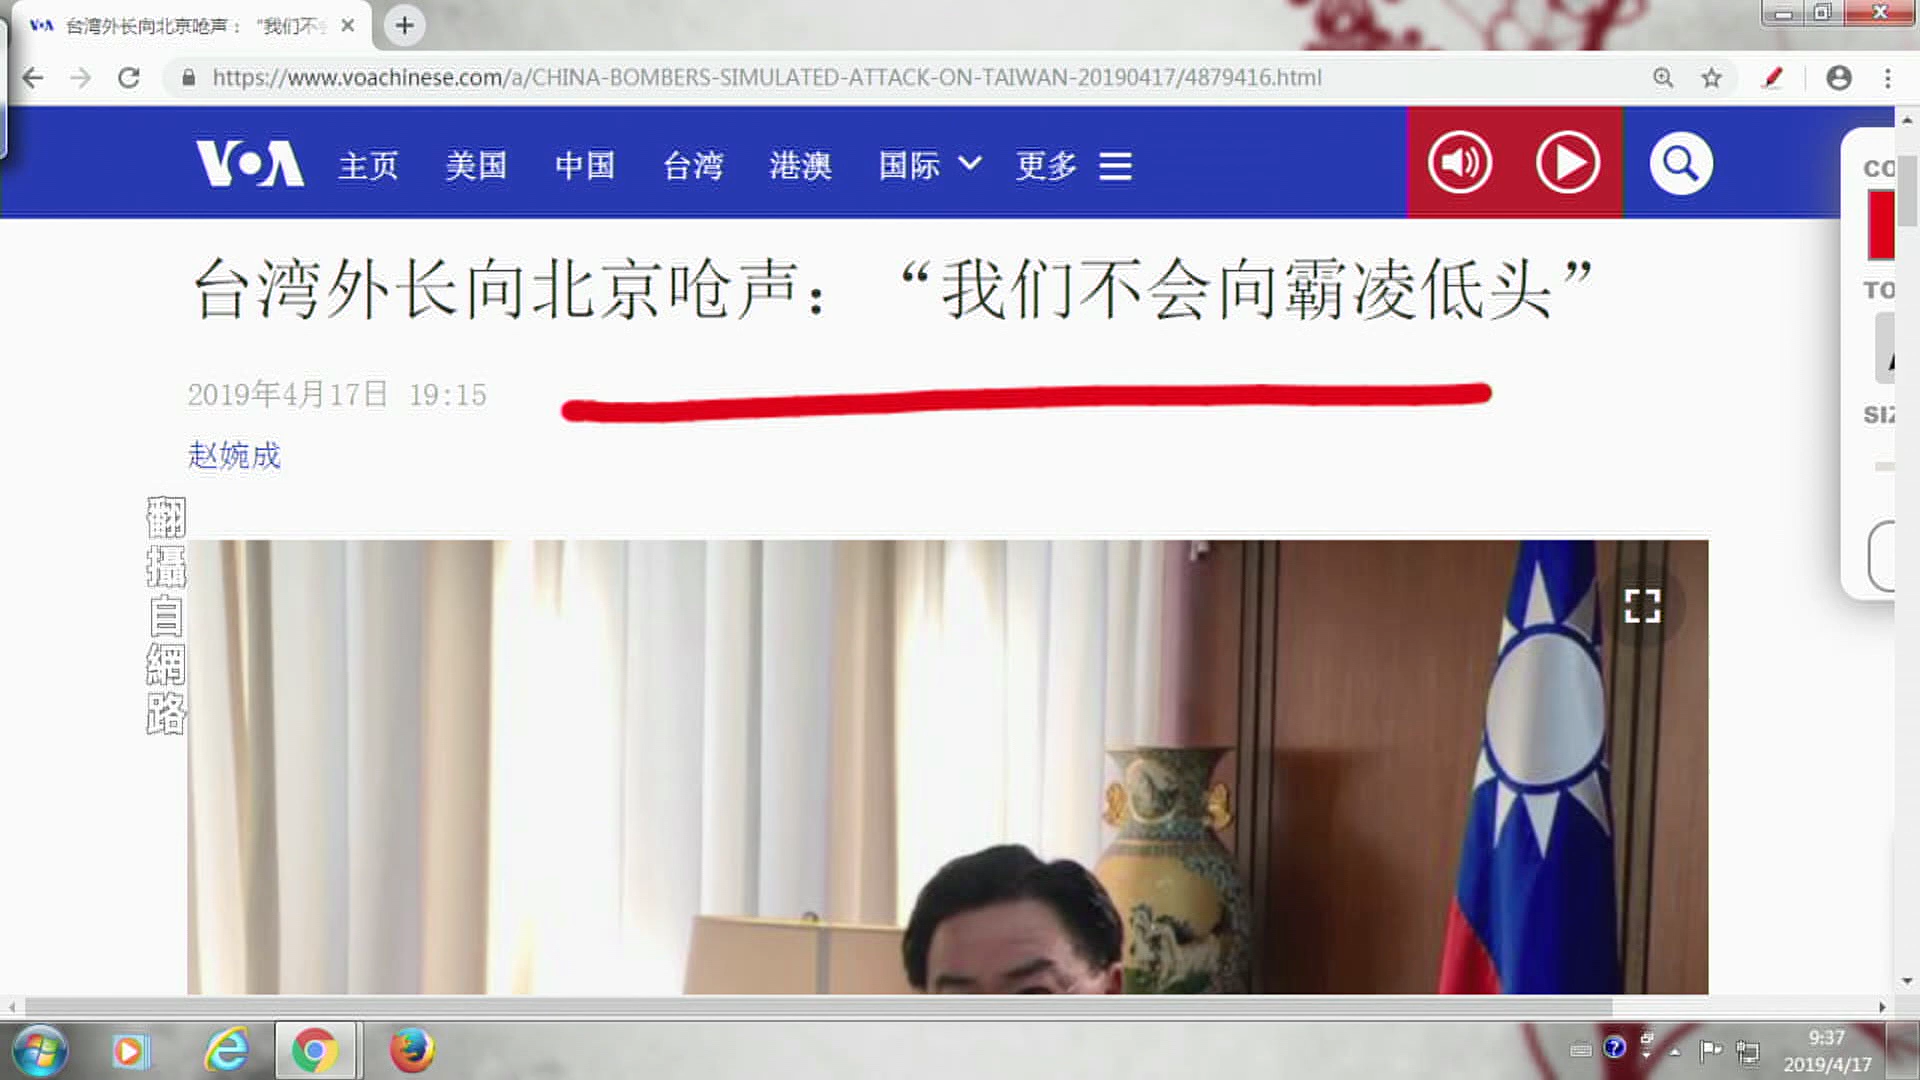 VOA 台湾外长向北京呛声：“我们不
https://www.voachinese.com/a/CHINA-BOMBERS-SIMULATED-ATTACK-ON-TAIWAN-20190417/4879416.html
VOA 主页 美国 中国 台湾 港澳 国际 更多
CO
台湾外长向北京呛声：“我们不会向霸凌低头”
TO
2019年4月17日 19:15
SIZ
赵婉成
翻攝自網路
9:37
2019/4/17